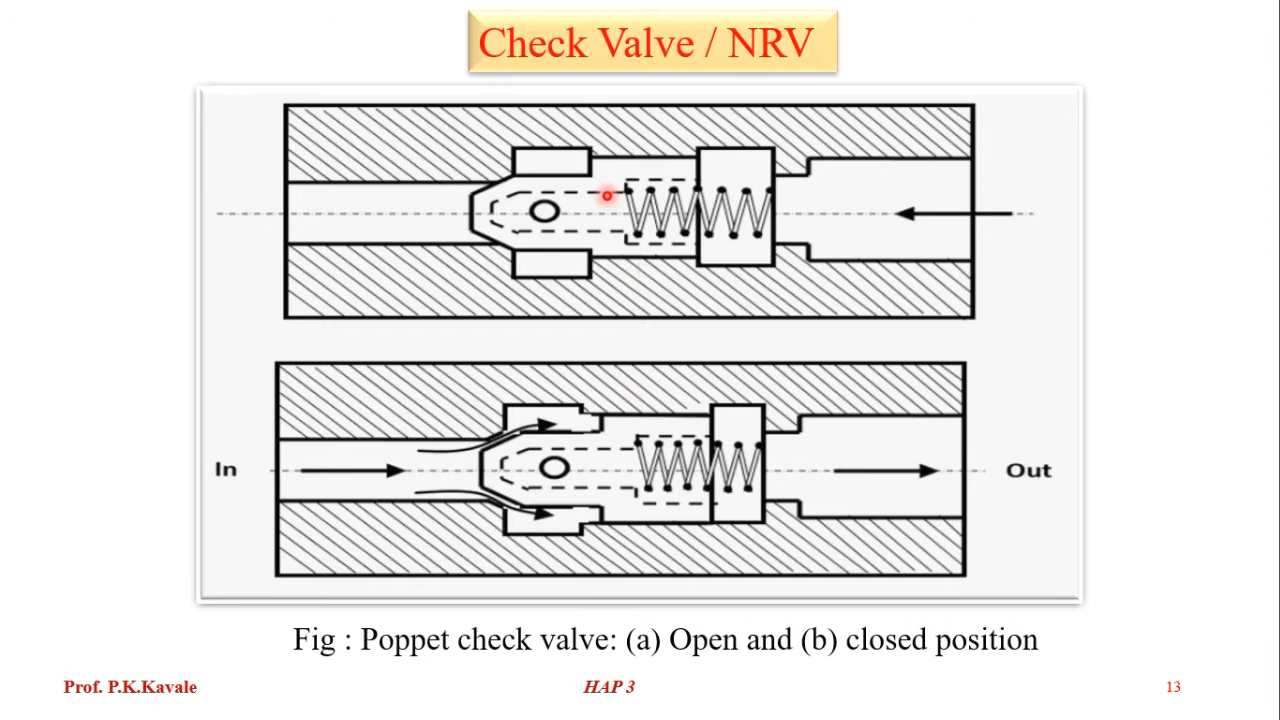 Check Valve / NRV
In
Out
Fig : Poppet check valve: (a) Open and (b) closed position
Prof. P.K.Kavale
HAP 3
13